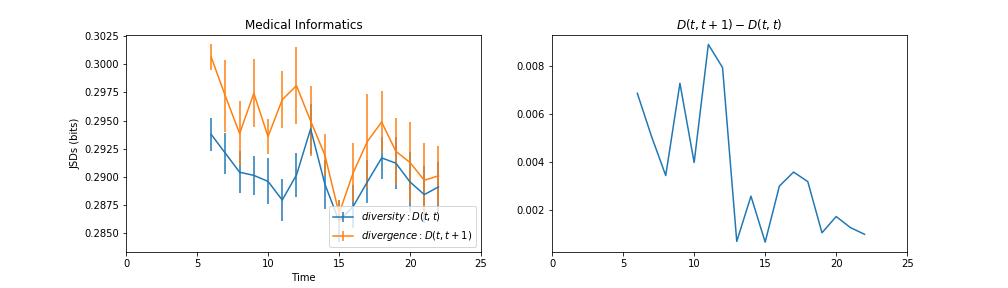 Medical Informatics
JSDs (bits)
0.3025
0.3000
0.2975
0.2950
0.2925
0.2900
0.2875
0.2850
diversity: D(t, t)
divergence: D(t, t + 1)
0 5 10 15 20 25
Time
D(t, t + 1) − D(t, t)
0.008
0.006
0.004
0.002
0 5 10 15 20 25